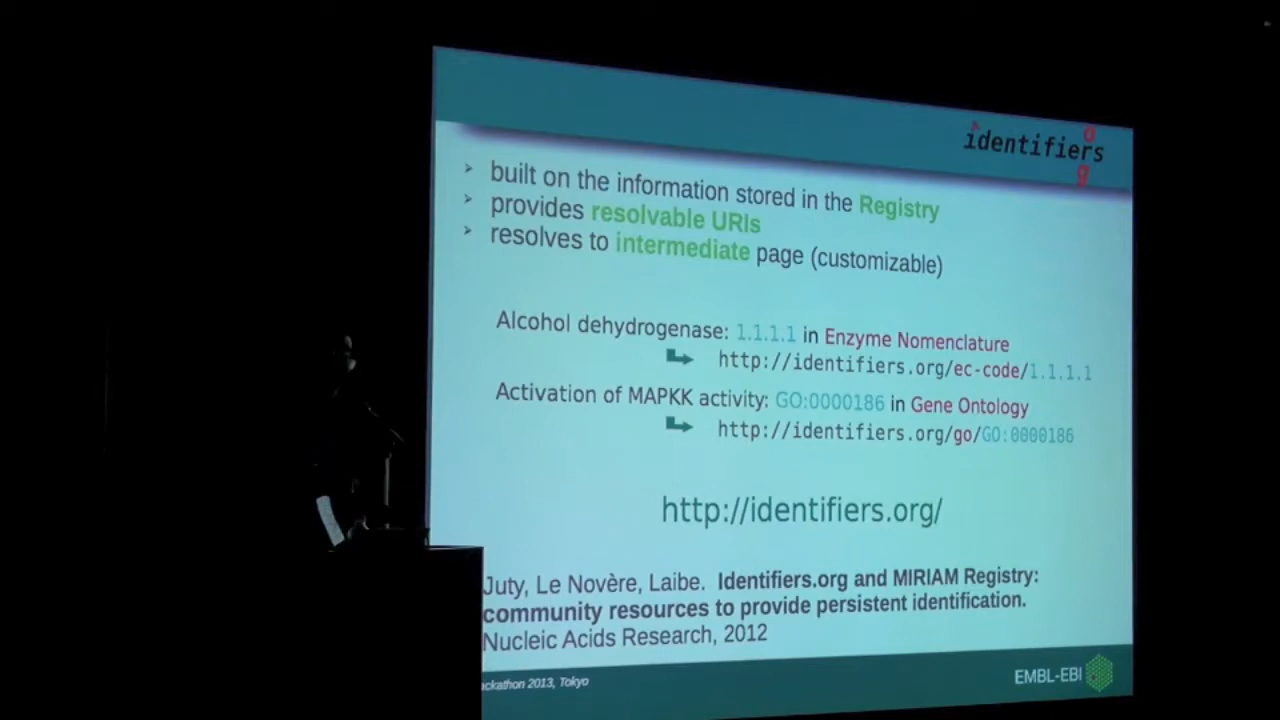 identifiers
org
built on the information stored in the Registry
provides resolvable URIs
resolves to intermediate page (customizable)
Alcohol dehydrogenase: 1.1.1.1 in Enzyme Nomenclature
http://identifiers.org/ec-code/1.1.1.1
Activation of MAPKK activity: GO:0000186 in Gene Ontology
http://identifiers.org/go/GO:0000186
http://identifiers.org/
Juty, Le Novère, Laibe. Identifiers.org and MIRIAM Registry:
community resources to provide persistent identification.
Nucleic Acids Research, 2012
ackathon 2013, Tokyo
EMBL-EBI